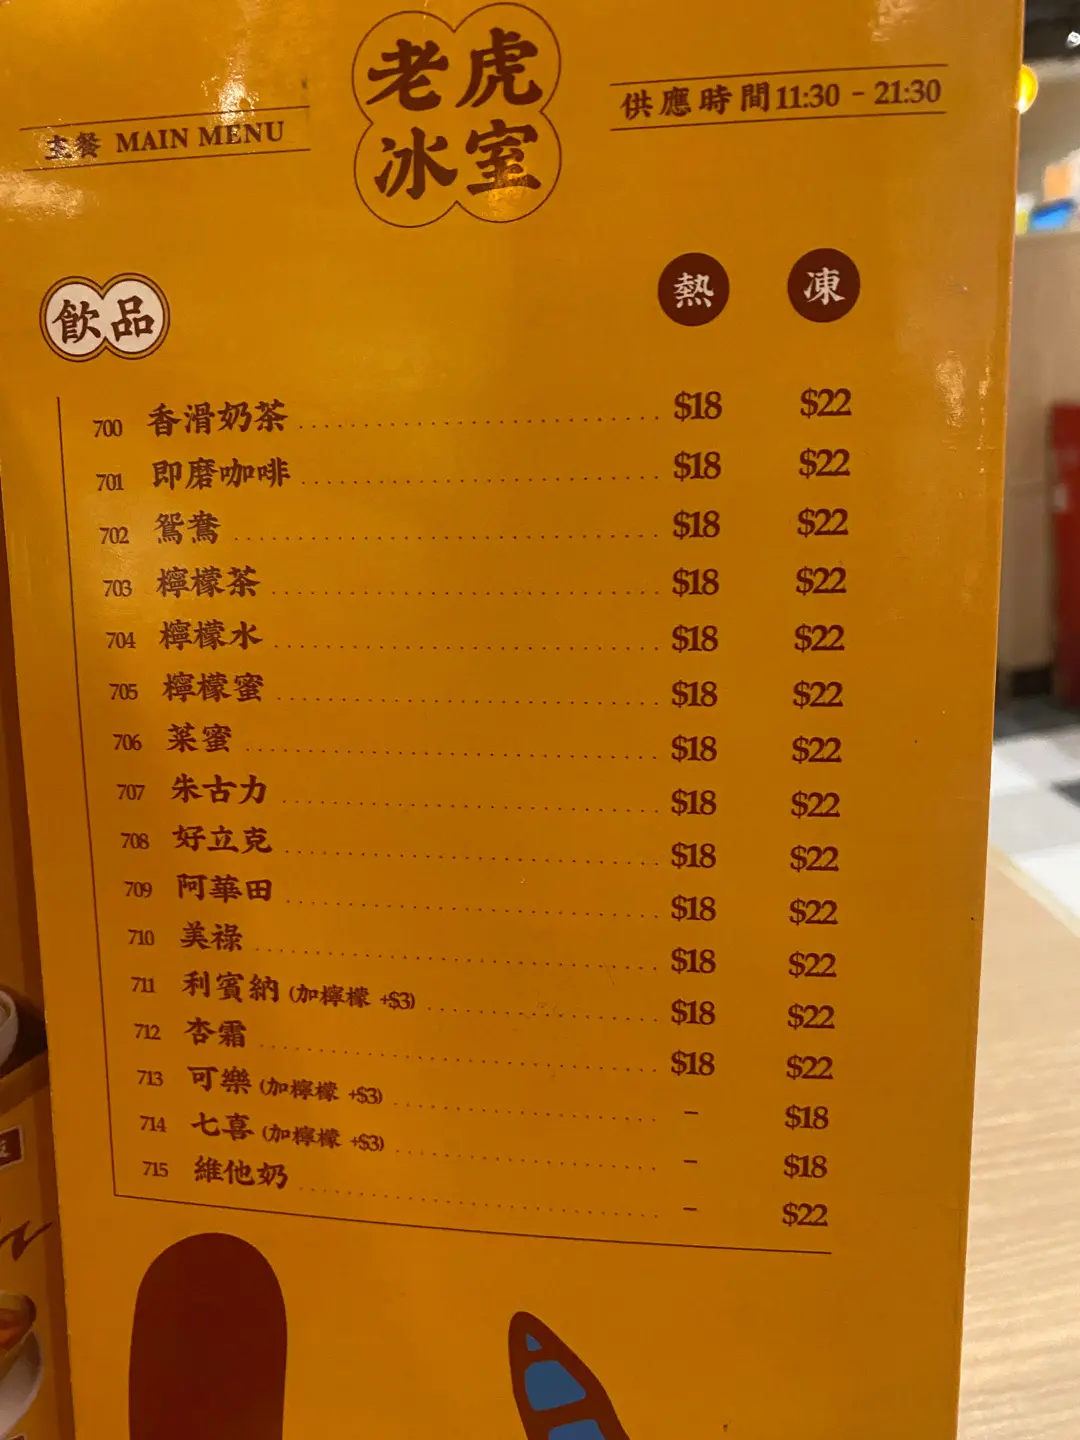 老虎
冰室
主餐 MAIN MENU
供應時間 11:30 - 21:30
飲品
熱 凍
700 香滑奶茶 $18 $22
701 即磨咖啡 $18 $22
702 鴛鴦 $18 $22
703 檸檬茶 $18 $22
704 檸檬水 $18 $22
705 檸檬蜜 $18 $22
706 菜蜜 $18 $22
707 朱古力 $18 $22
708 好立克 $18 $22
709 阿華田 $18 $22
710 美祿 $18 $22
711 利賓納 (加檸檬 +$3) $18 $22
712 杏霜 $18 $22
713 可樂 (加檸檬 +$3) – $18
714 七喜 (加檸檬 +$3) – $18
715 維他奶 – $22